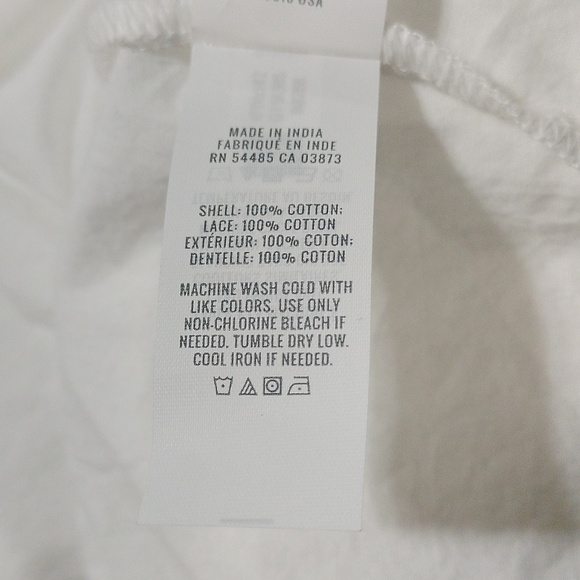 USA
MADE IN INDIA
FABRIQUÉ EN INDE
RN 54485 CA 03873
SHELL: 100% COTTON;
LACE: 100% COTTON
EXTÉRIEUR: 100% COTON;
DENTELLE: 100% COTON
MACHINE WASH COLD WITH
LIKE COLORS. USE ONLY
NON-CHLORINE BLEACH IF
NEEDED. TUMBLE DRY LOW.
COOL IRON IF NEEDED.